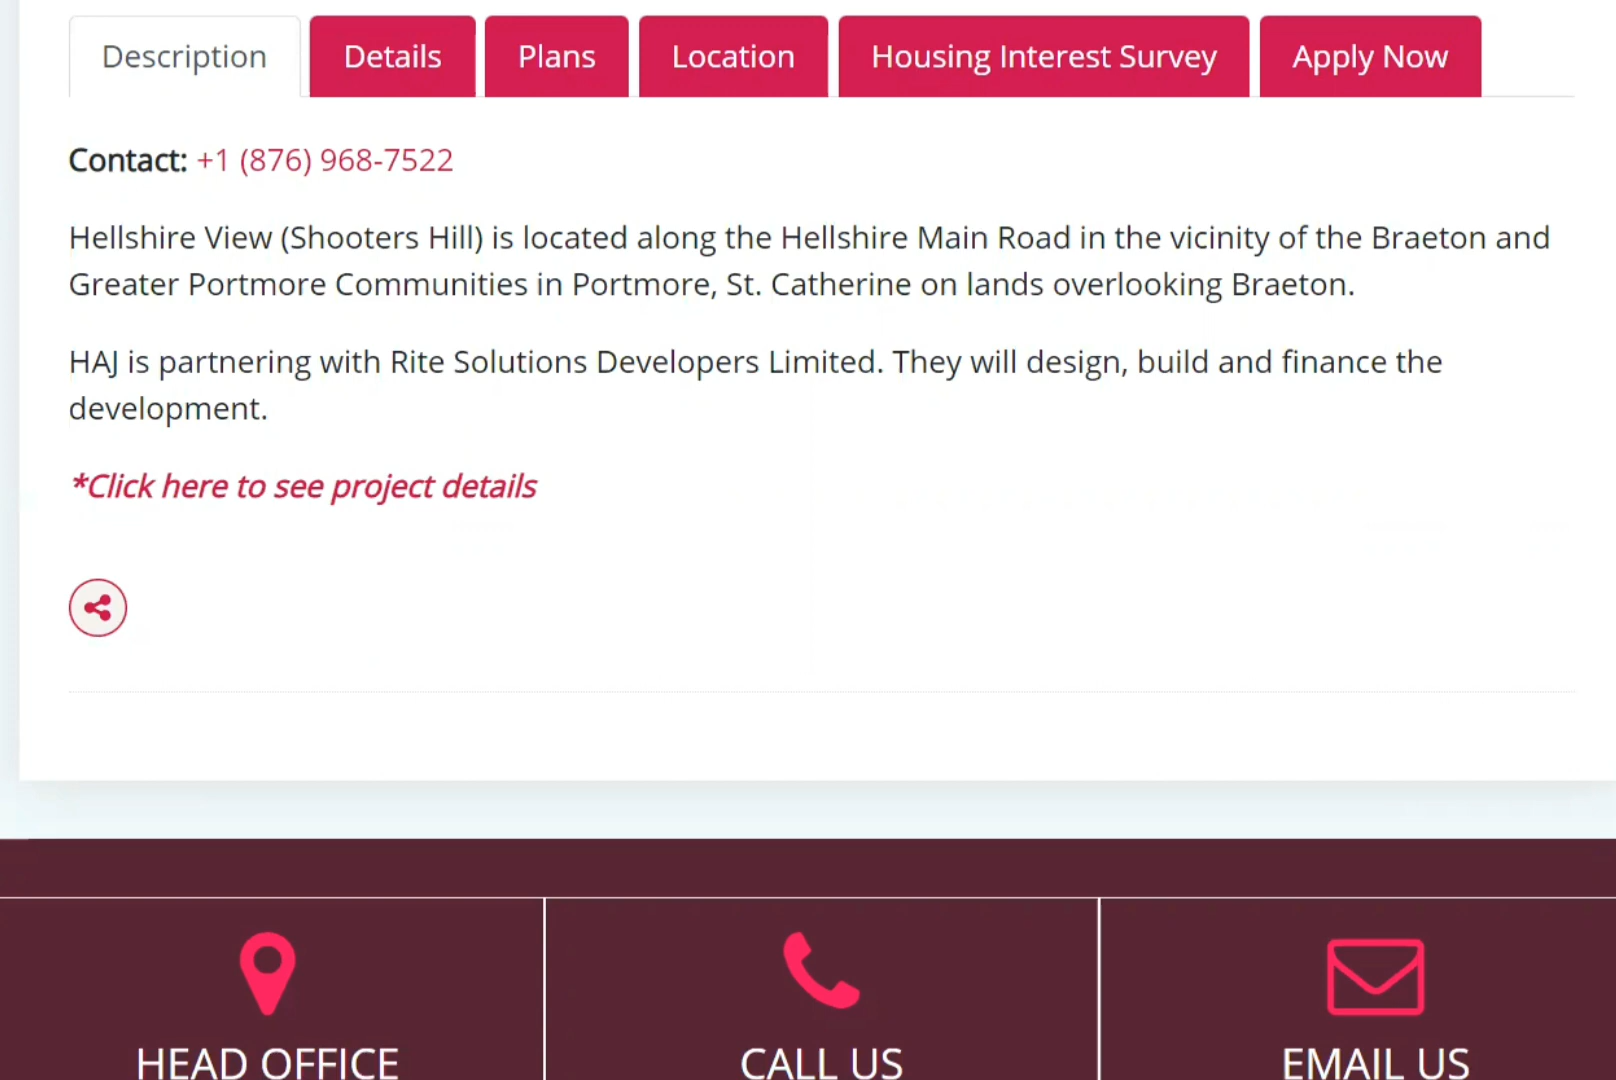 Description Details Plans Location Housing Interest Survey Apply Now
Contact: +1 (876) 968-7522
Hellshire View (Shooters Hill) is located along the Hellshire Main Road in the vicinity of the Braeton and
Greater Portmore Communities in Portmore, St. Catherine on lands overlooking Braeton.
HAJ is partnering with Rite Solutions Developers Limited. They will design, build and finance the
development.
*Click here to see project details
HEAD OFFICE CALL US EMAIL US